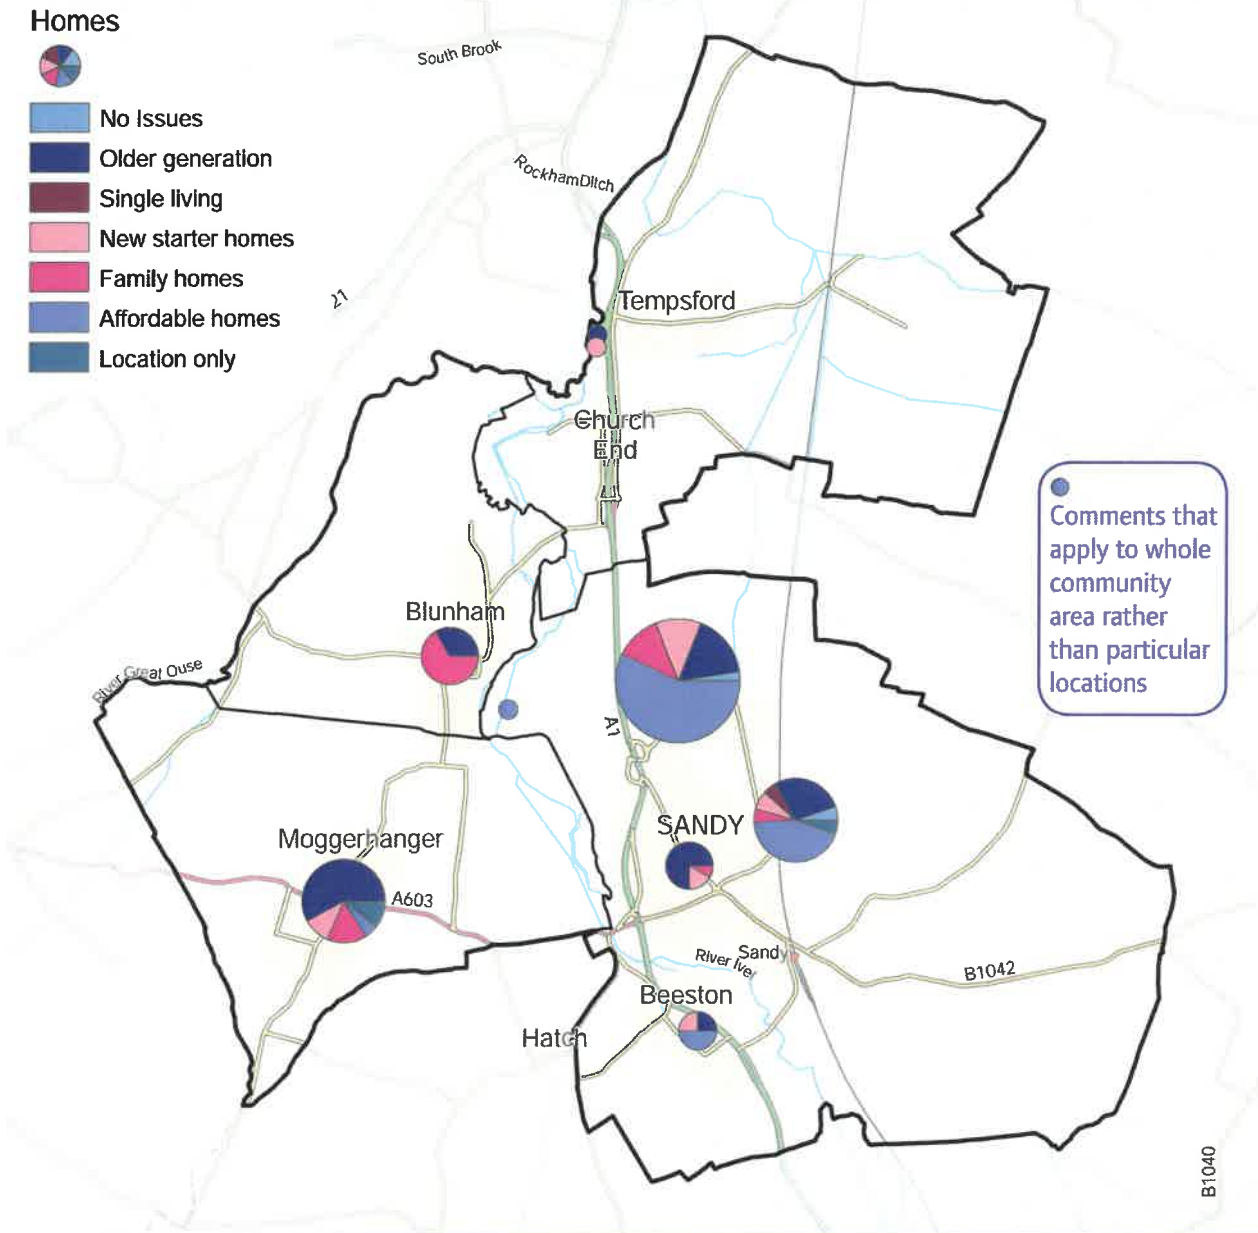 Homes
No Issues
Older generation
Single living
New starter homes
Family homes
Affordable homes
Location only
South Brook
RockhamDitch
21
Tempsford
Church
End
Comments that
apply to whole
community
area rather
than particular
locations
Blunham
River Great Ouse
A1
SANDY
Moggerhanger
A603
River Ivel
Sandy
B1042
Beeston
Hatch
B1040